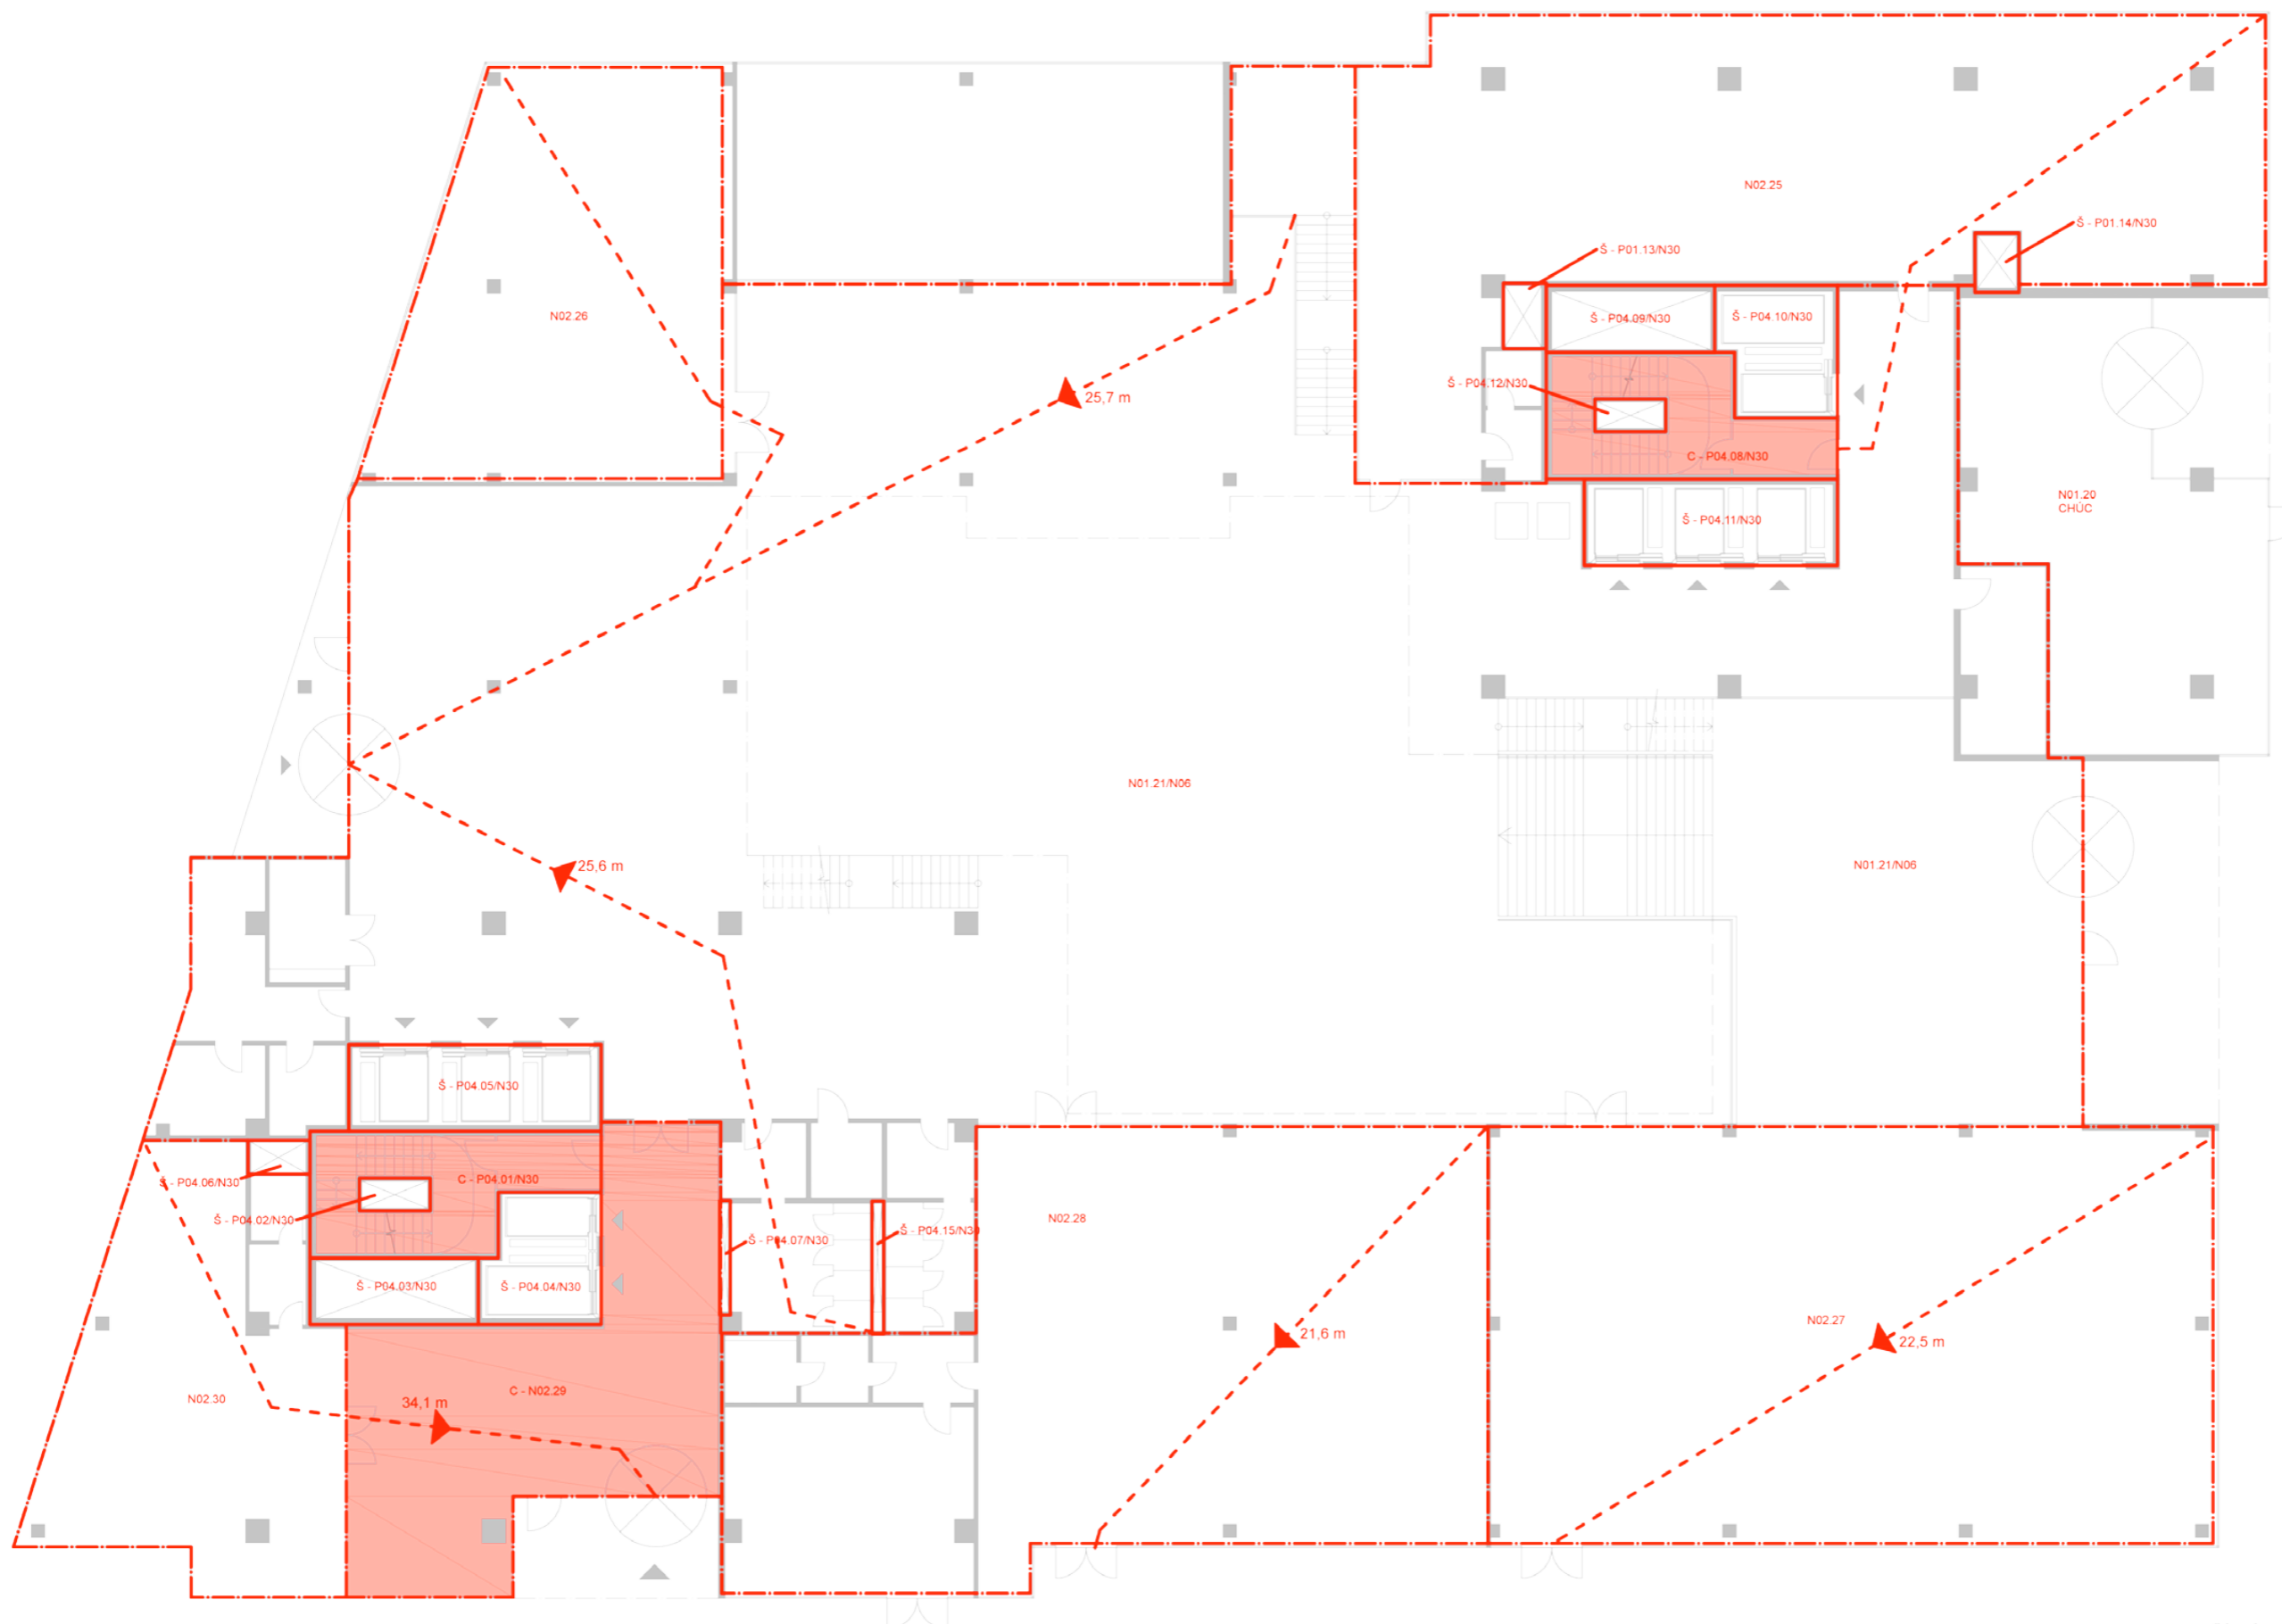 N02.25
Š - P01.14/N30
Š - P01.13/N30
N02.26
Š - P04.09/N30
Š - P04.10/N30
Š - P04.12/N30
25,7 m
C - P04.08/N30
N01.20
CHÚC
Š - P04.11/N30
N01.21/N06
N01.21/N06
25,6 m
Š - P04.05/N30
C - P04.01/N30
Š - P04.06/N30
Š - P04.02/N30
N02.28
Š - P04.07/N30
Š - P04.15/N30
Š - P04.03/N30
Š - P04.04/N30
21,6 m
N02.27
22,5 m
C - N02.29
N02.30
34,1 m